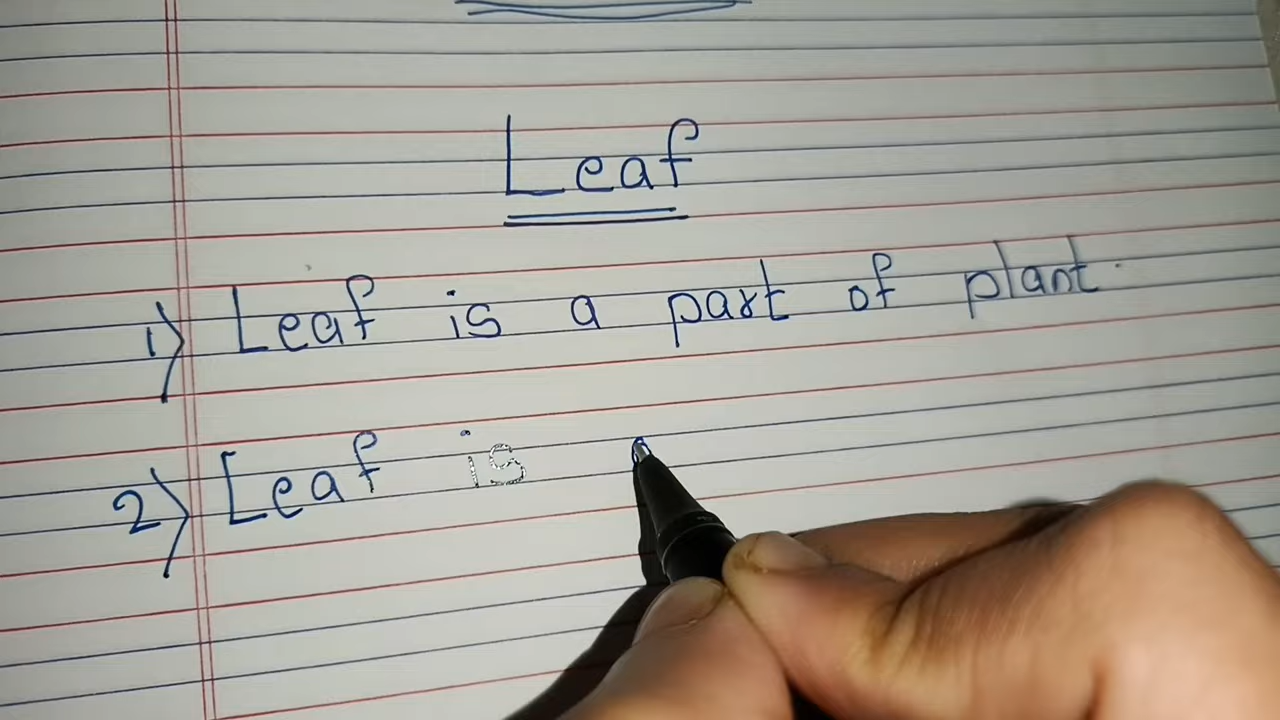 Leaf
1) Leaf is a part of plant.
2) Leaf is